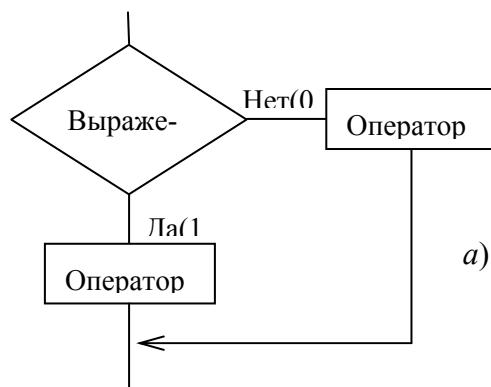 Нет(0
Выраже-
Оператор
Да(1
Оператор
а)